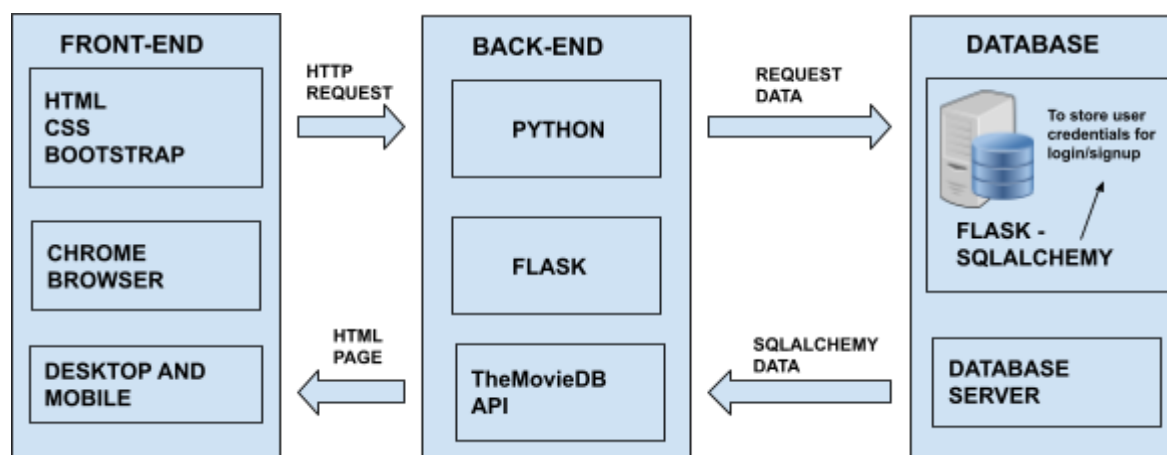 FRONT-END
HTML
CSS
BOOTSTRAP
CHROME
BROWSER
DESKTOP AND
MOBILE
HTTP
REQUEST
HTML
PAGE
BACK-END
PYTHON
FLASK
TheMovieDB
API
REQUEST
DATA
SQLALCHEMY
DATA
DATABASE
To store user
credentials for
login/signup
FLASK -
SQLALCHEMY
DATABASE
SERVER